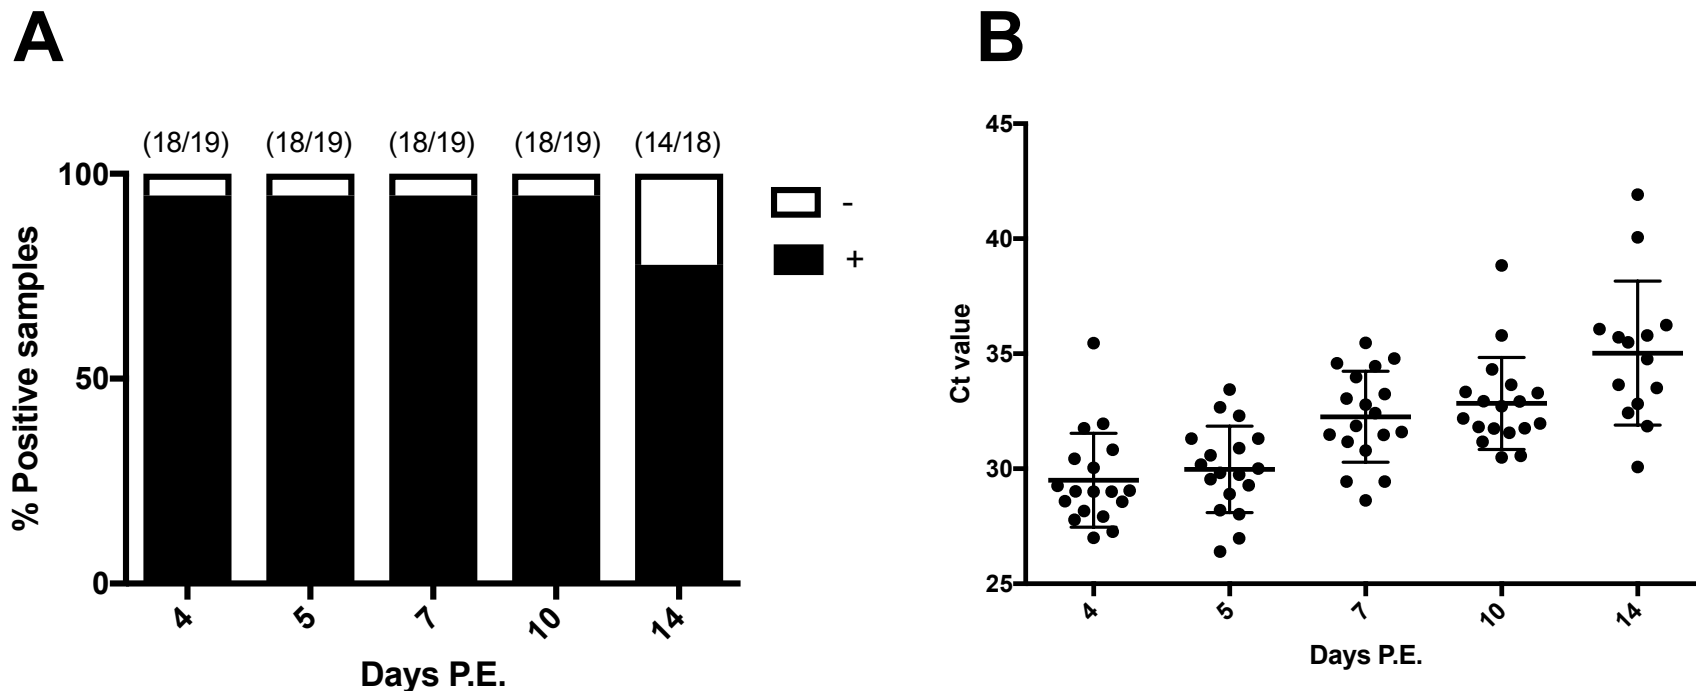 A
(18/19) (18/19) (18/19) (18/19) (14/18)
100
50
0
% Positive samples
4 5 7 10 14
Days P.E.
-
+
B
45
40
35
30
25
Ct value
4 5 7 10 14
Days P.E.